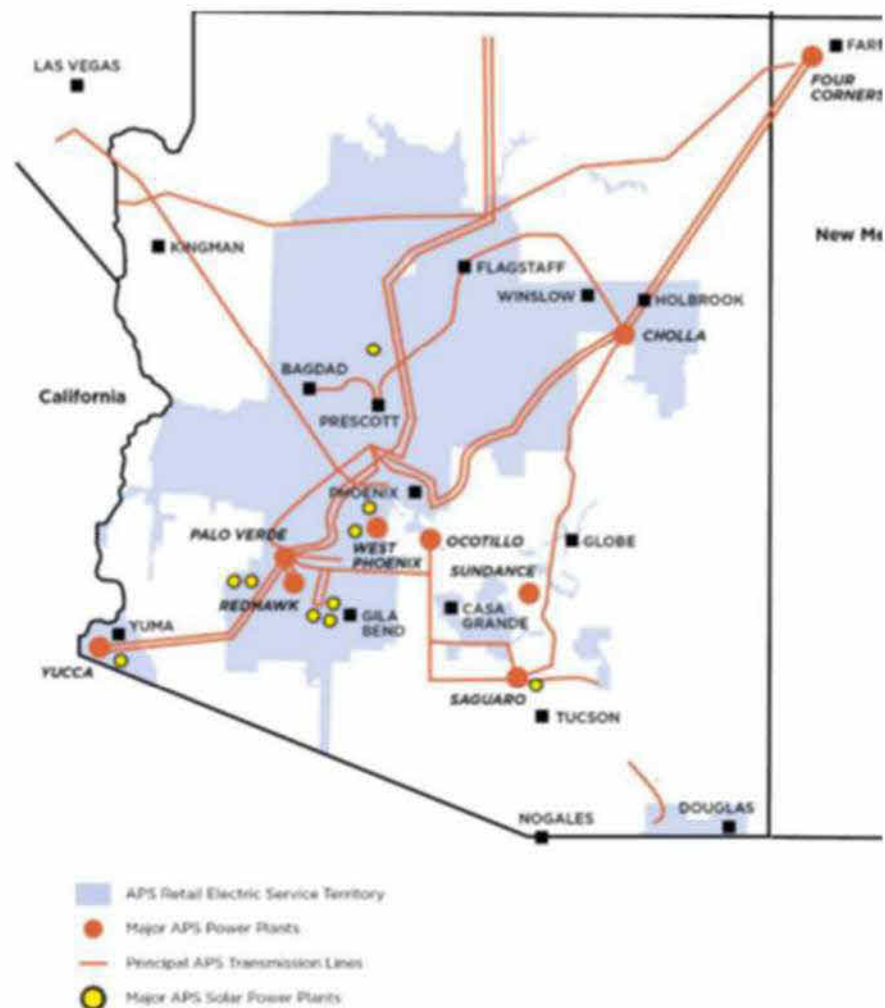 LAS VEGAS
FOUR
CORNERS
New
KINGMAN
FLAGSTAFF
WINSLOW
HOLBROOK
CHOLLA
BAGDAD
California
PRESCOTT
PHOENIX
PALO VERDE
WEST
PHOENIX
OCOTILLO
GLOBE
SUNDANCE
REDHAWK
GILA
BEND
CASA
GRANDE
YUMA
YUCCA
SAGUARO
TUCSON
NOGALES
DOUGLAS
APS Retail Electric Service Territory
Major APS Power Plants
Principal APS Transmission Lines
Major APS Solar Power Plants